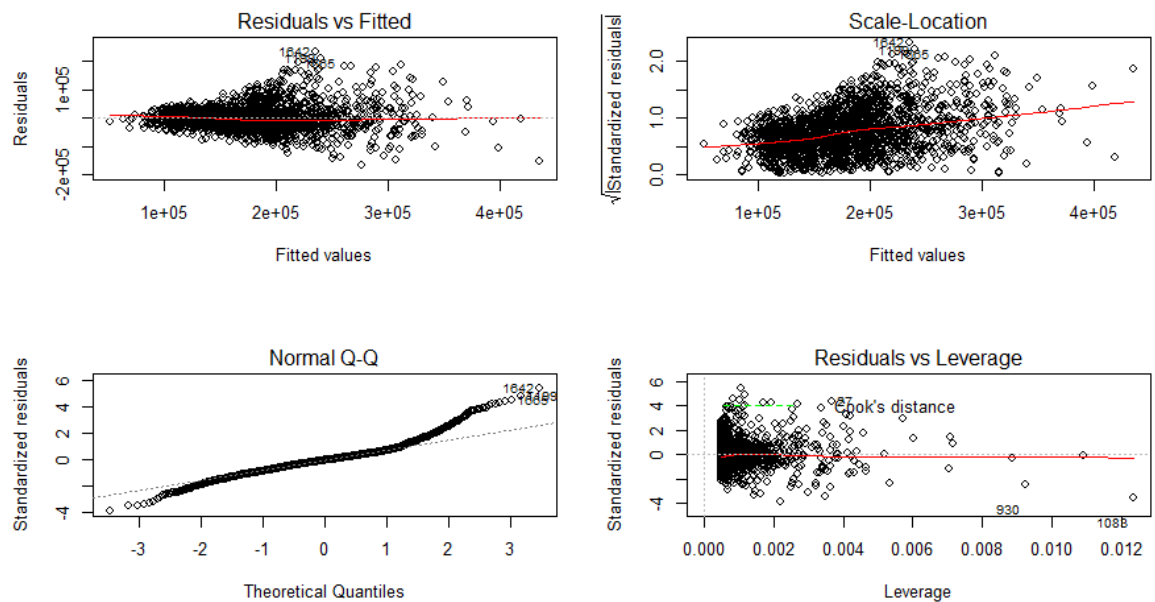 Residuals vs Fitted
Residuals
1e+05
-2e+05
1642
1e+05 2e+05 3e+05 4e+05
Fitted values
Scale-Location
√|Standardized residuals|
2.0
1.0
0.0
1642
1e+05 2e+05 3e+05 4e+05
Fitted values
Normal Q-Q
Standardized residuals
6
4
2
0
-4
1642
-3 -2 -1 0 1 2 3
Theoretical Quantiles
Residuals vs Leverage
Standardized residuals
6
4
2
0
-4
Cook's distance
930
1088
0.000 0.002 0.004 0.006 0.008 0.010 0.012
Leverage